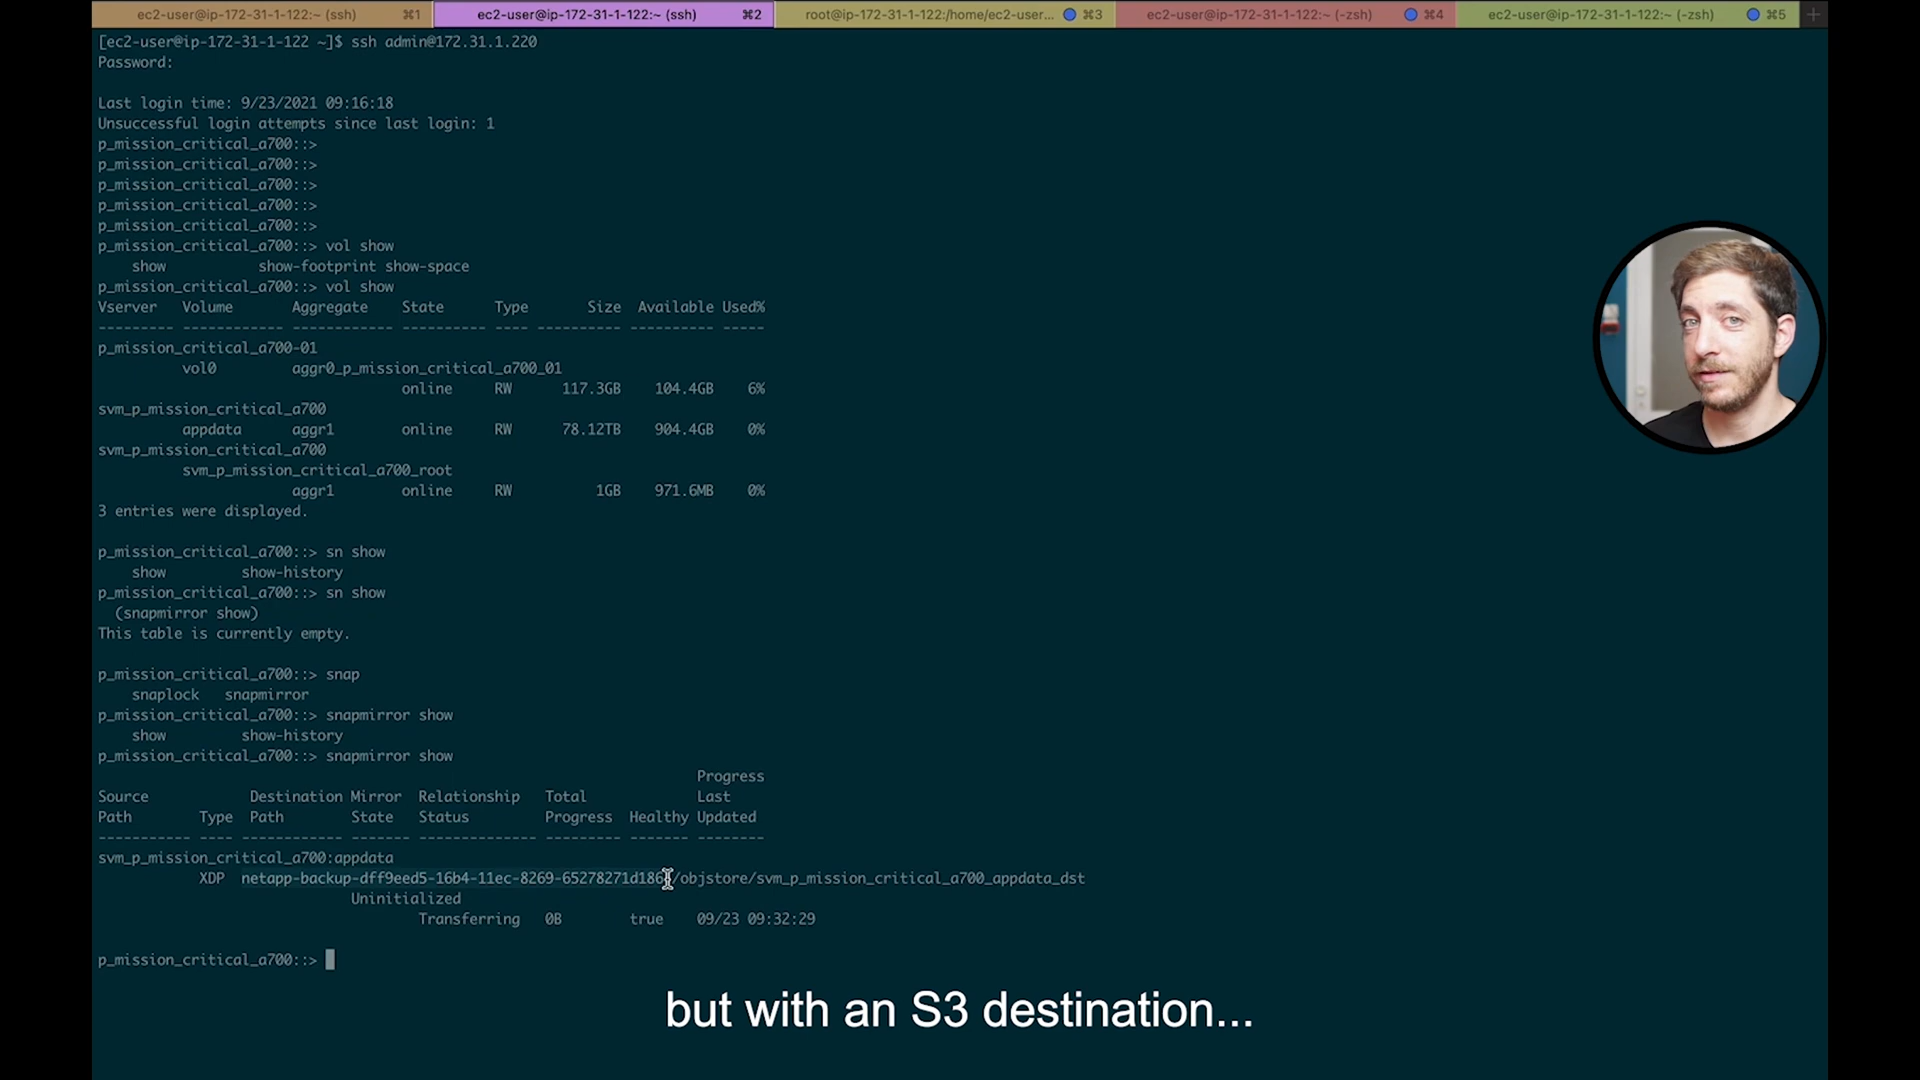 ec2-user@ip-172-31-1-122:~ (ssh) ⌘1 ec2-user@ip-172-31-1-122:~ (ssh) ⌘2 root@ip-172-31-1-122:/home/ec2-user... ⌘3 ec2-user@ip-172-31-1-122:~ (-zsh) ⌘4 ec2-user@ip-172-31-1-122:~ (-zsh) ⌘5 +
[ec2-user@ip-172-31-1-122 ~]$ ssh admin@172.31.1.220
Password:
Last login time: 9/23/2021 09:16:18
Unsuccessful login attempts since last login: 1
p_mission_critical_a700::>
p_mission_critical_a700::>
p_mission_critical_a700::>
p_mission_critical_a700::>
p_mission_critical_a700::>
p_mission_critical_a700::> vol show
show show-footprint show-space
p_mission_critical_a700::> vol show
Vserver Volume Aggregate State Type Size Available Used%
--------- ------------ ------------ ---------- ---- ---------- ---------- -----
p_mission_critical_a700-01
vol0 aggr0_p_mission_critical_a700_01
online RW 117.3GB 104.4GB 6%
svm_p_mission_critical_a700
appdata aggr1 online RW 78.12TB 904.4GB 0%
svm_p_mission_critical_a700
svm_p_mission_critical_a700_root
aggr1 online RW 1GB 971.6MB 0%
3 entries were displayed.
p_mission_critical_a700::> sn show
show show-history
p_mission_critical_a700::> sn show
(snapmirror show)
This table is currently empty.
p_mission_critical_a700::> snap
snaplock snapmirror
p_mission_critical_a700::> snapmirror show
show show-history
p_mission_critical_a700::> snapmirror show
Progress
Source Destination Mirror Relationship Total Last
Path Type Path State Status Progress Healthy Updated
----------- ---- ------------ ------- -------------- --------- ------- --------
svm_p_mission_critical_a700:appdata
XDP /objstore/svm_p_mission_critical_a700_appdata_dst
Uninitialized
Transferring 0B true 09/23 09:32:29
p_mission_critical_a700::>
but with an S3 destination...